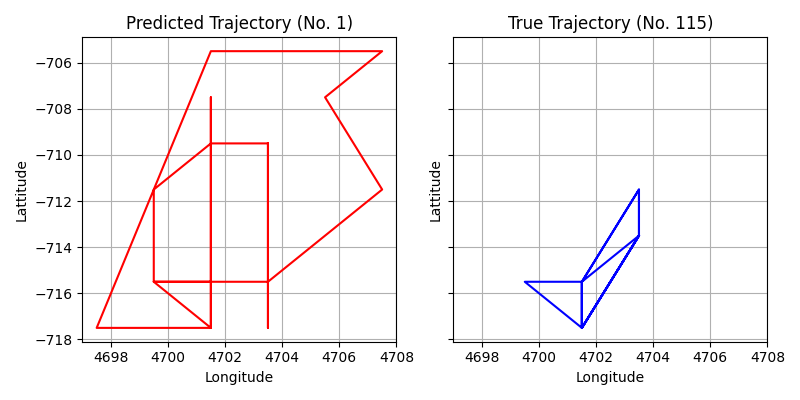 Predicted Trajectory (No. 1)
True Trajectory (No. 115)
−706
−708
−710
−712
−714
−716
−718
Lattitude
Lattitude
4698 4700 4702 4704 4706 4708
4698 4700 4702 4704 4706 4708
Longitude
Longitude